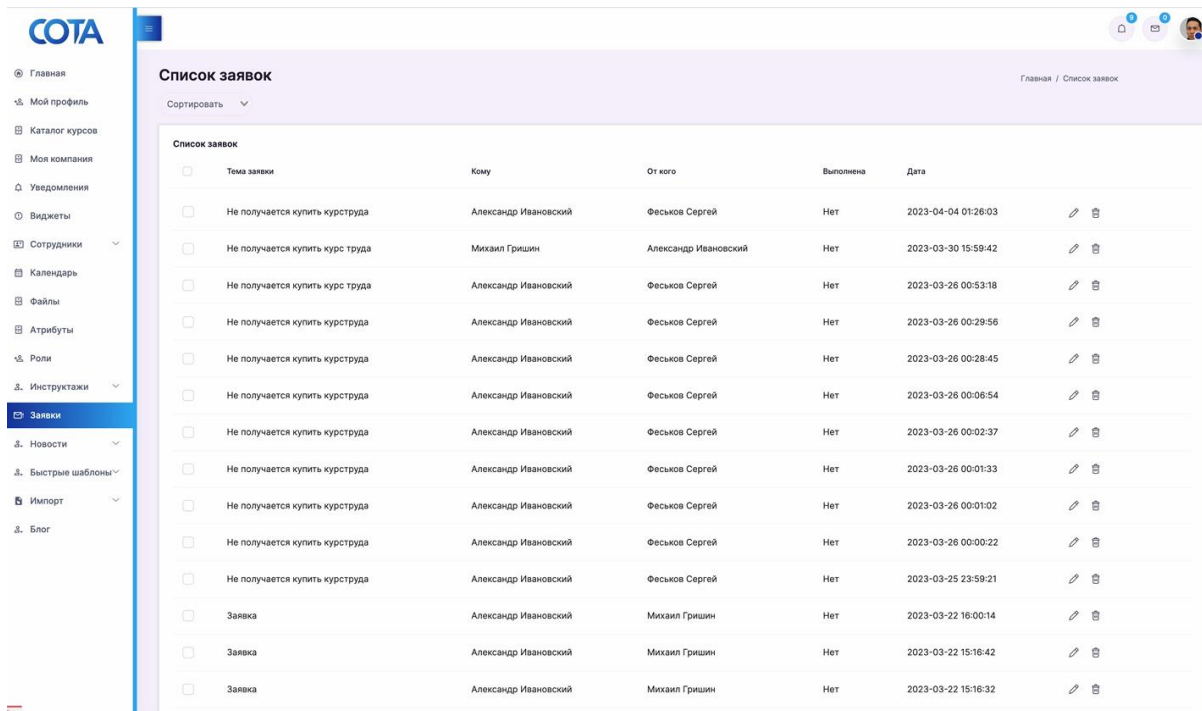 СОТА
9
0
Главная
Мой профиль
Каталог курсов
Моя компания
Уведомления
Виджеты
Сотрудники
Календарь
Файлы
Атрибуты
Роли
Инструктажи
Заявки
Новости
Быстрые шаблоны
Импорт
Блог
Список заявок
Главная / Список заявок
Сортировать
Список заявок
Тема заявки Кому От кого Выполнена Дата
Не получается купить курструда Александр Ивановский Феськов Сергей Нет 2023-04-04 01:26:03
Не получается купить курс труда Михаил Гришин Александр Ивановский Нет 2023-03-30 15:59:42
Не получается купить курс труда Александр Ивановский Феськов Сергей Нет 2023-03-26 00:53:18
Не получается купить курструда Александр Ивановский Феськов Сергей Нет 2023-03-26 00:29:56
Не получается купить курструда Александр Ивановский Феськов Сергей Нет 2023-03-26 00:28:45
Не получается купить курструда Александр Ивановский Феськов Сергей Нет 2023-03-26 00:06:54
Не получается купить курструда Александр Ивановский Феськов Сергей Нет 2023-03-26 00:02:37
Не получается купить курструда Александр Ивановский Феськов Сергей Нет 2023-03-26 00:01:33
Не получается купить курструда Александр Ивановский Феськов Сергей Нет 2023-03-26 00:01:02
Не получается купить курструда Александр Ивановский Феськов Сергей Нет 2023-03-26 00:00:22
Не получается купить курструда Александр Ивановский Феськов Сергей Нет 2023-03-25 23:59:21
Заявка Александр Ивановский Михаил Гришин Нет 2023-03-22 16:00:14
Заявка Александр Ивановский Михаил Гришин Нет 2023-03-22 15:16:42
Заявка Александр Ивановский Михаил Гришин Нет 2023-03-22 15:16:32